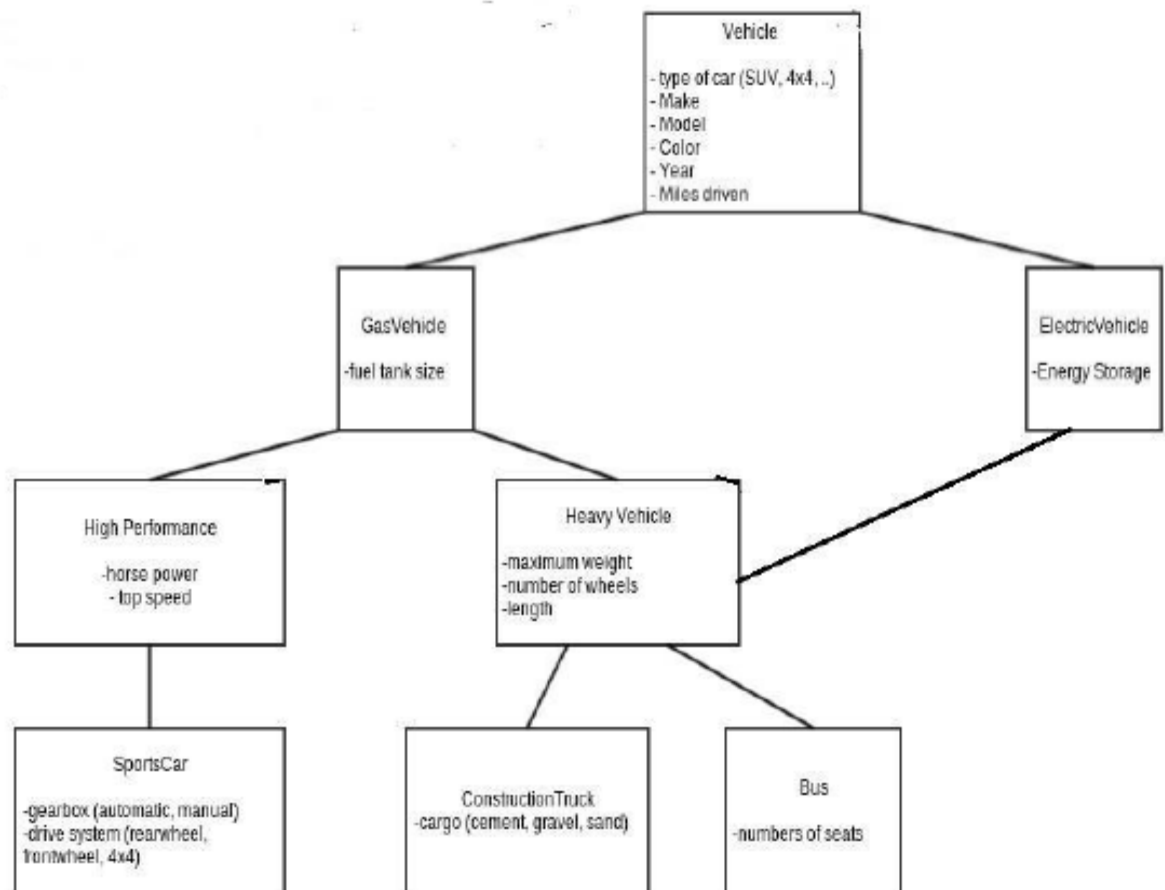 Vehicle
- type of car (SUV, 4x4, ..)
- Make
- Model
- Color
- Year
- Miles driven
GasVehicle
-fuel tank size
ElectricVehicle
-Energy Storage
High Performance
-horse power
- top speed
Heavy Vehicle
-maximum weight
-number of wheels
-length
SportsCar
-gearbox (automatic, manual)
-drive system (rearwheel,
frontwheel, 4x4)
ConstructionTruck
-cargo (cement, gravel, sand)
Bus
-numbers of seats